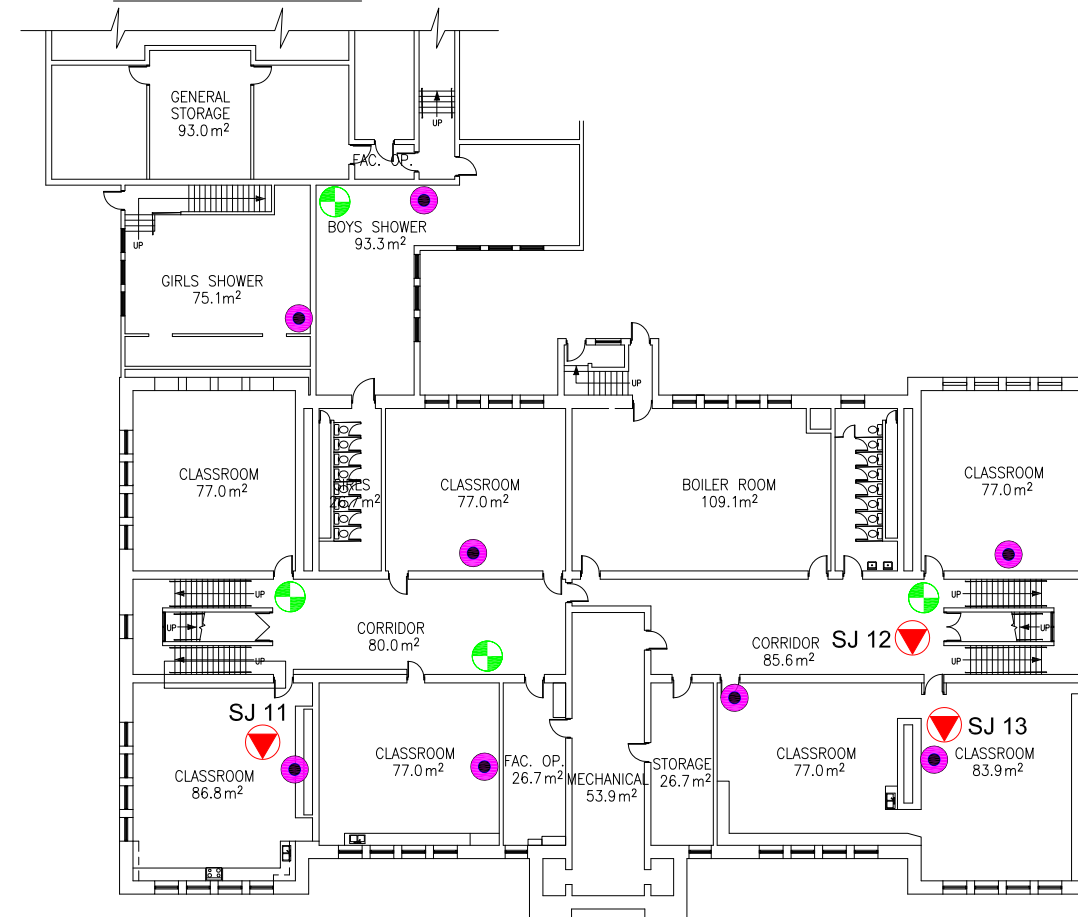 GENERAL
STORAGE
93.0m²
UP
FAC. OP.
BOYS SHOWER
93.3m²
UP
GIRLS SHOWER
75.1m²
UP
CLASSROOM
77.0m²
CLASSROOM
77.0m²
BOILER ROOM
109.1m²
CLASSROOM
77.0m²
UP
UP
UP
UP
UP
UP
CORRIDOR
80.0m²
CORRIDOR
85.6m²
SJ 12
SJ 11
SJ 13
CLASSROOM
86.8m²
CLASSROOM
77.0m²
FAC. OP.
26.7m²
MECHANICAL
53.9m²
STORAGE
26.7m²
CLASSROOM
77.0m²
CLASSROOM
83.9m²